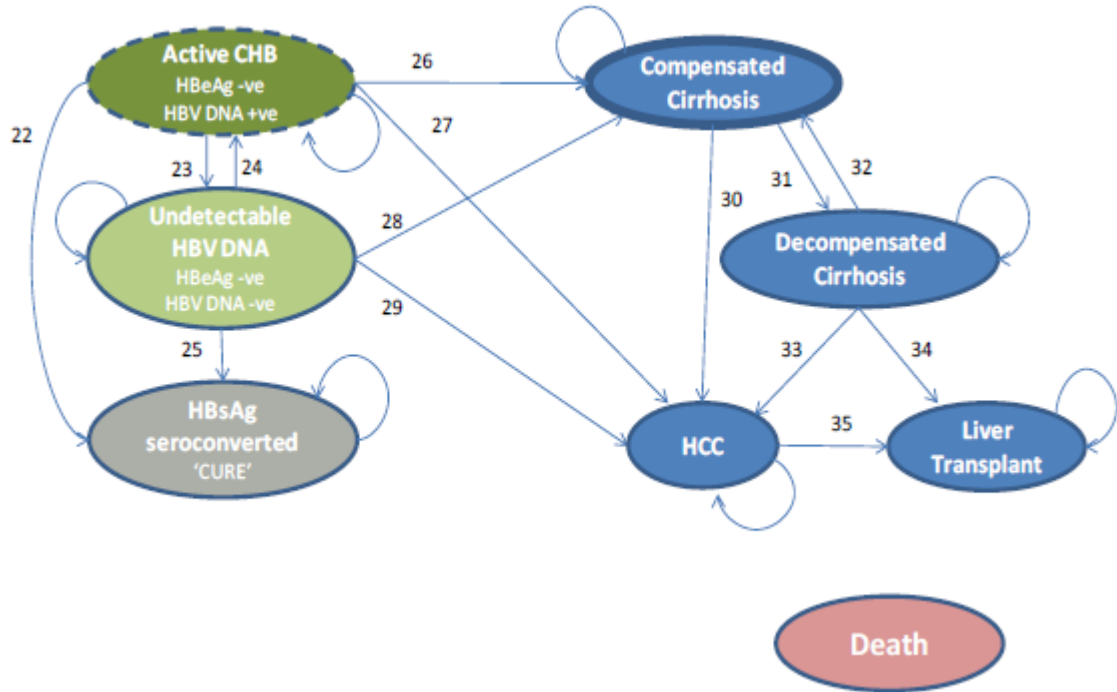 Active CHB
HBeAg -ve
HBV DNA +ve
26
Compensated
Cirrhosis
22
27
23
24
31
32
30
Undetectable
HBV DNA
HBeAg -ve
HBV DNA -ve
28
Decompensated
Cirrhosis
29
25
33
34
HBsAg
seroconverted
'CURE'
HCC
35
Liver
Transplant
Death